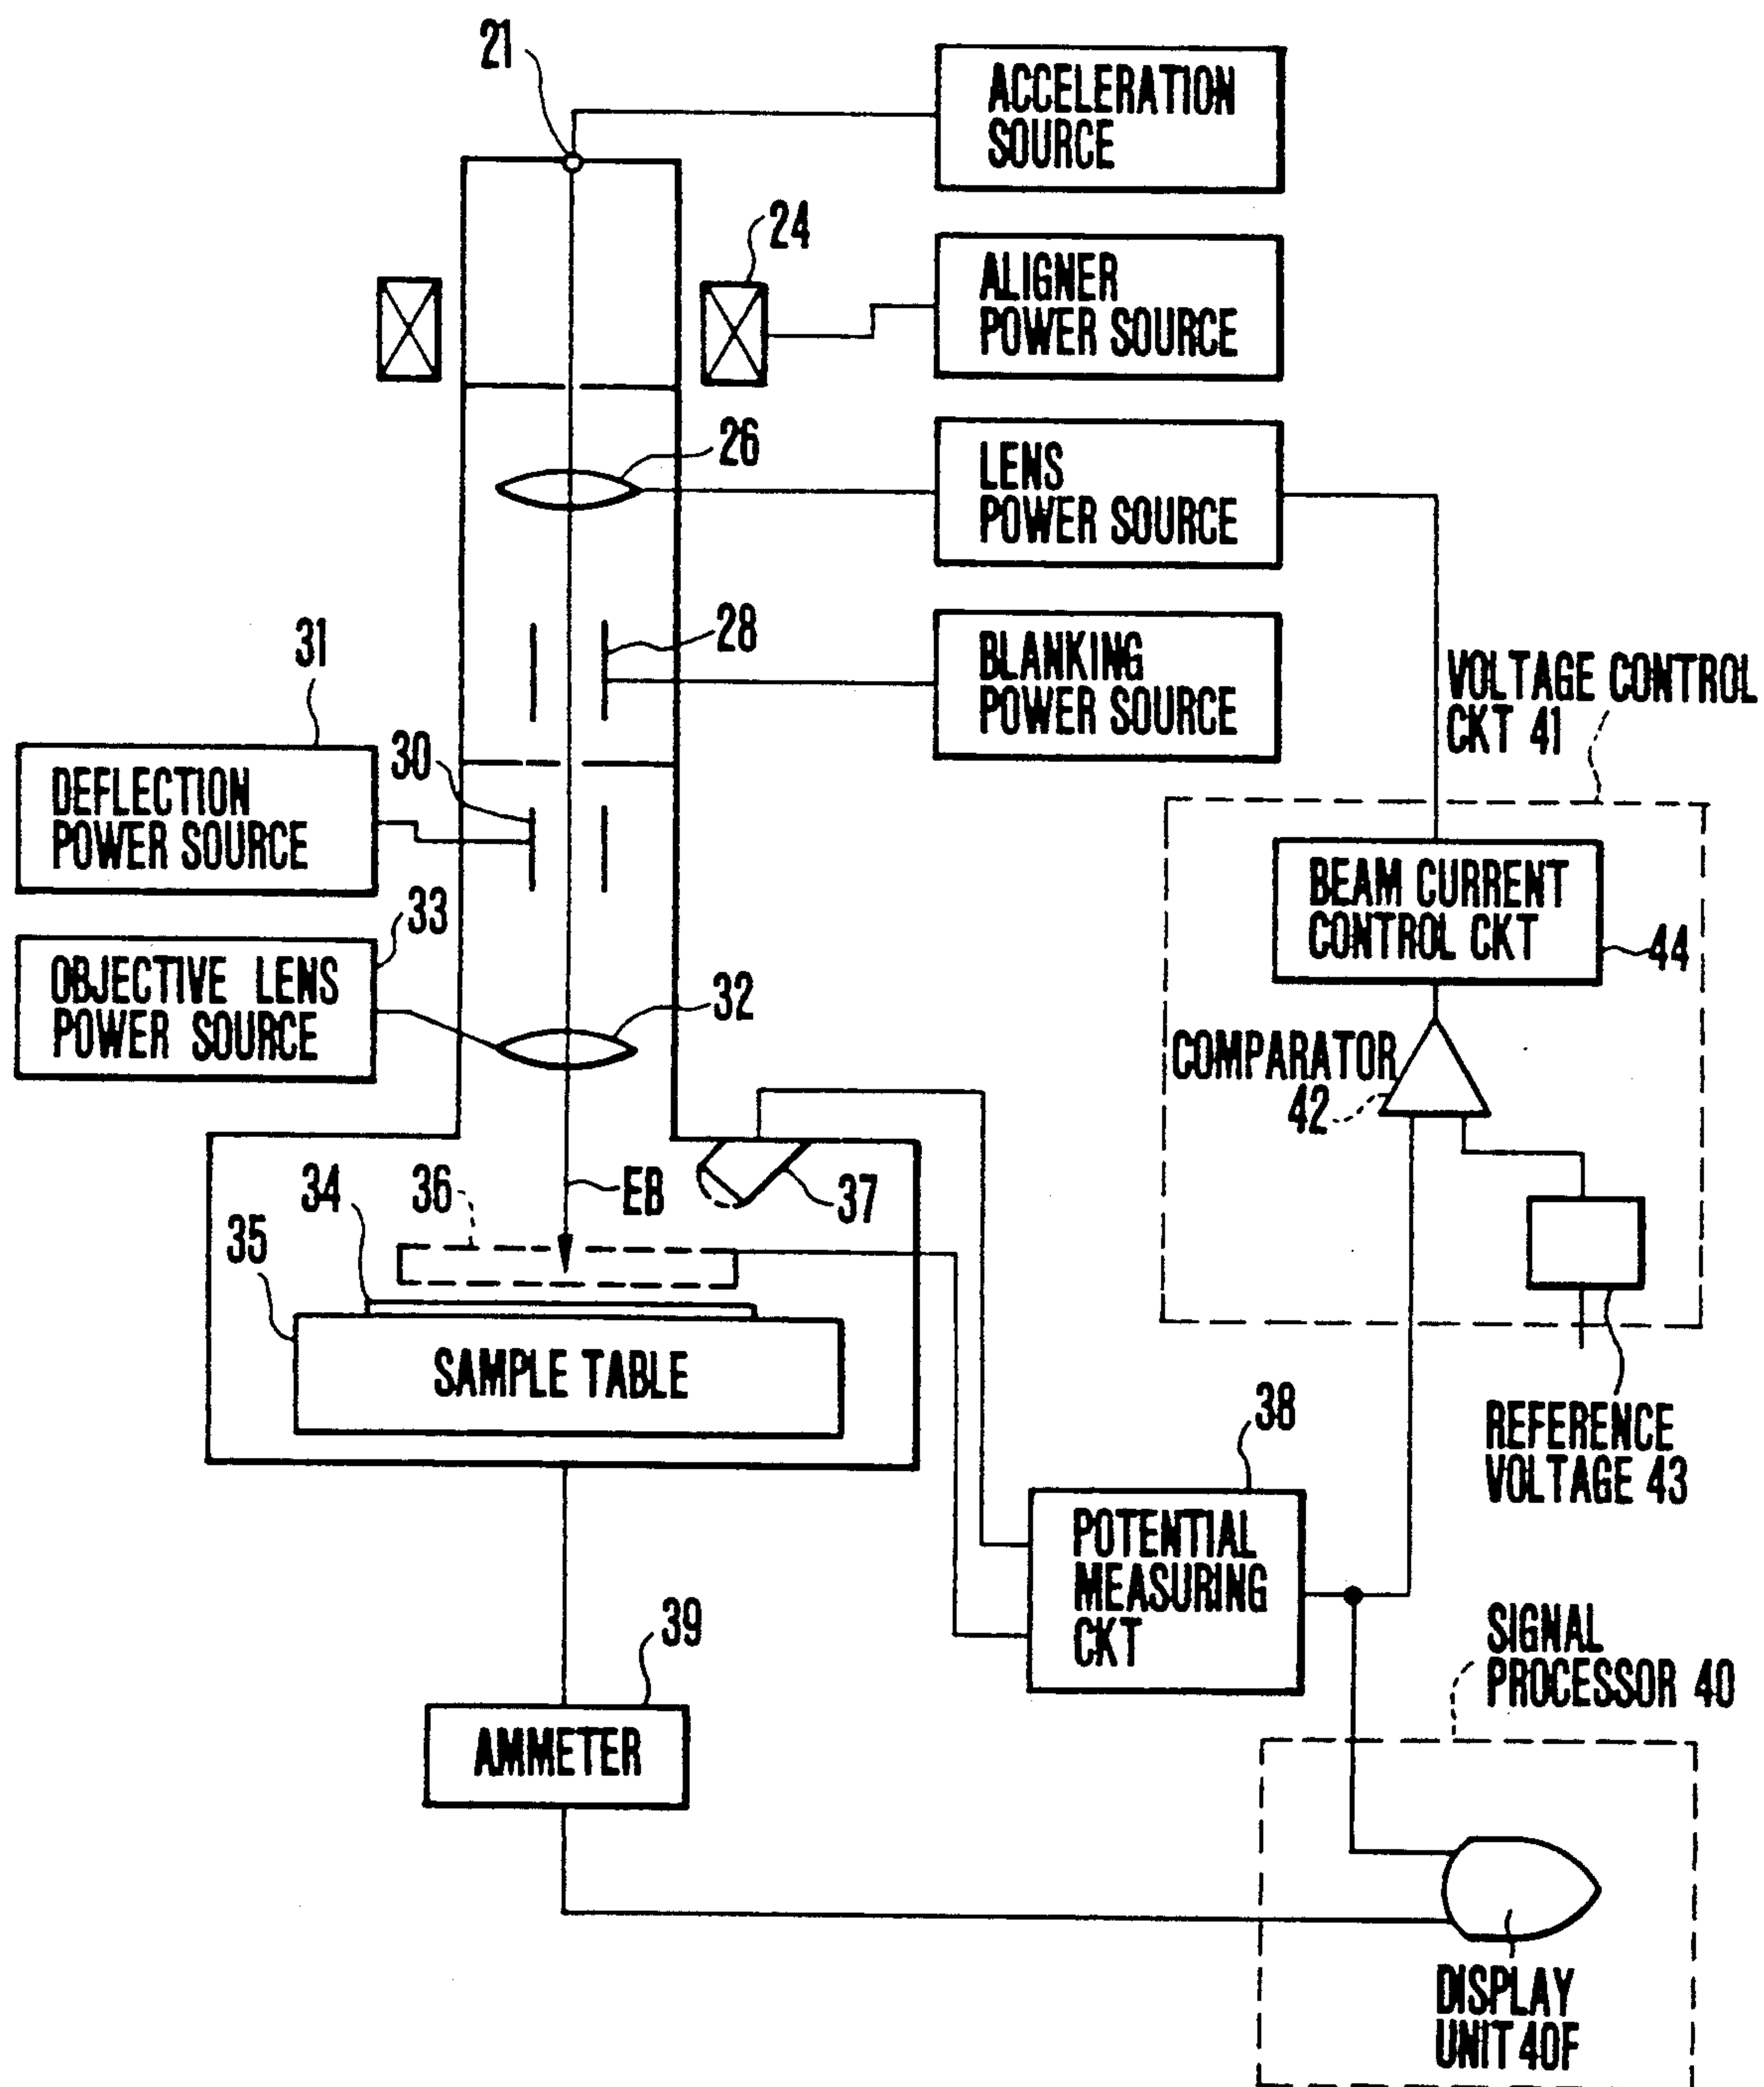 21
ACCELERATION
SOURCE
24
ALIGNER
POWER SOURCE
26
LENS
POWER SOURCE
28
BLANKING
POWER SOURCE
31
30
DEFLECTION
POWER SOURCE
33
OBJECTIVE LENS
POWER SOURCE
32
VOLTAGE CONTROL
CKT 41
BEAM CURRENT
CONTROL CKT
44
COMPARATOR
42
34
36
EB
37
35
SAMPLE TABLE
REFERENCE
VOLTAGE 43
38
POTENTIAL
MEASURING
CKT
39
AMMETER
SIGNAL
PROCESSOR 40
DISPLAY
UNIT 40F